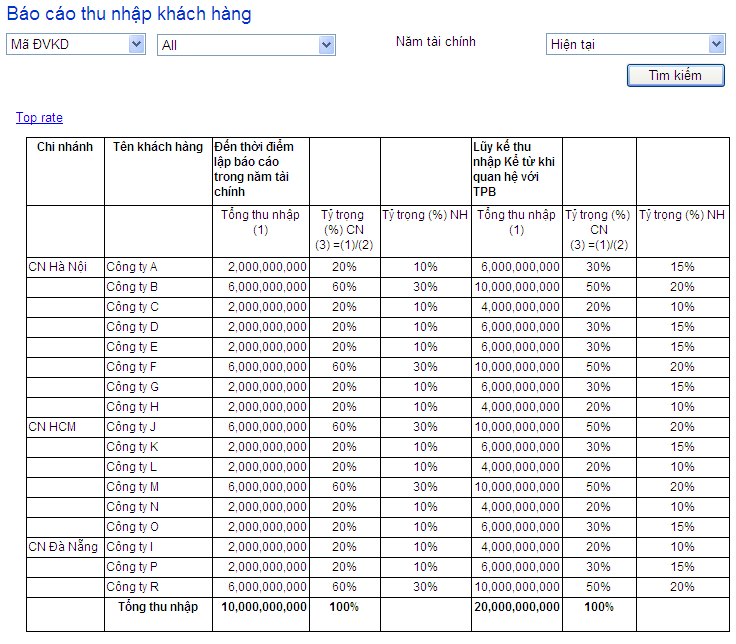 Báo cáo thu nhập khách hàng
Mã ĐVKD All Năm tài chính Hiện tại
Tìm kiếm
Top rate
Chi nhánh Tên khách hàng Đến thời điểm lập báo cáo trong năm tài chính Lũy kế thu nhập Kể từ khi quan hệ với TPB
Tổng thu nhập (1) Tỷ trọng (%) CN (3) =(1)/(2) Tỷ trọng (%) NH Tổng thu nhập (1) Tỷ trọng (%) CN (3) =(1)/(2) Tỷ trọng (%) NH
CN Hà Nội Công ty A 2,000,000,000 20% 10% 6,000,000,000 30% 15%
Công ty B 6,000,000,000 60% 30% 10,000,000,000 50% 20%
Công ty C 2,000,000,000 20% 10% 4,000,000,000 20% 10%
Công ty D 2,000,000,000 20% 10% 6,000,000,000 30% 15%
Công ty E 2,000,000,000 20% 10% 6,000,000,000 30% 15%
Công ty F 6,000,000,000 60% 30% 10,000,000,000 50% 20%
Công ty G 2,000,000,000 20% 10% 6,000,000,000 30% 15%
Công ty H 2,000,000,000 20% 10% 4,000,000,000 20% 10%
CN HCM Công ty J 6,000,000,000 60% 30% 10,000,000,000 50% 20%
Công ty K 2,000,000,000 20% 10% 6,000,000,000 30% 15%
Công ty L 2,000,000,000 20% 10% 4,000,000,000 20% 10%
Công ty M 6,000,000,000 60% 30% 10,000,000,000 50% 20%
Công ty N 2,000,000,000 20% 10% 4,000,000,000 20% 10%
Công ty O 2,000,000,000 20% 10% 6,000,000,000 30% 15%
CN Đà Nẵng Công ty I 2,000,000,000 20% 10% 4,000,000,000 20% 10%
Công ty P 2,000,000,000 20% 10% 6,000,000,000 30% 15%
Công ty R 6,000,000,000 60% 30% 10,000,000,000 50% 20%
Tổng thu nhập 10,000,000,000 100% 20,000,000,000 100%